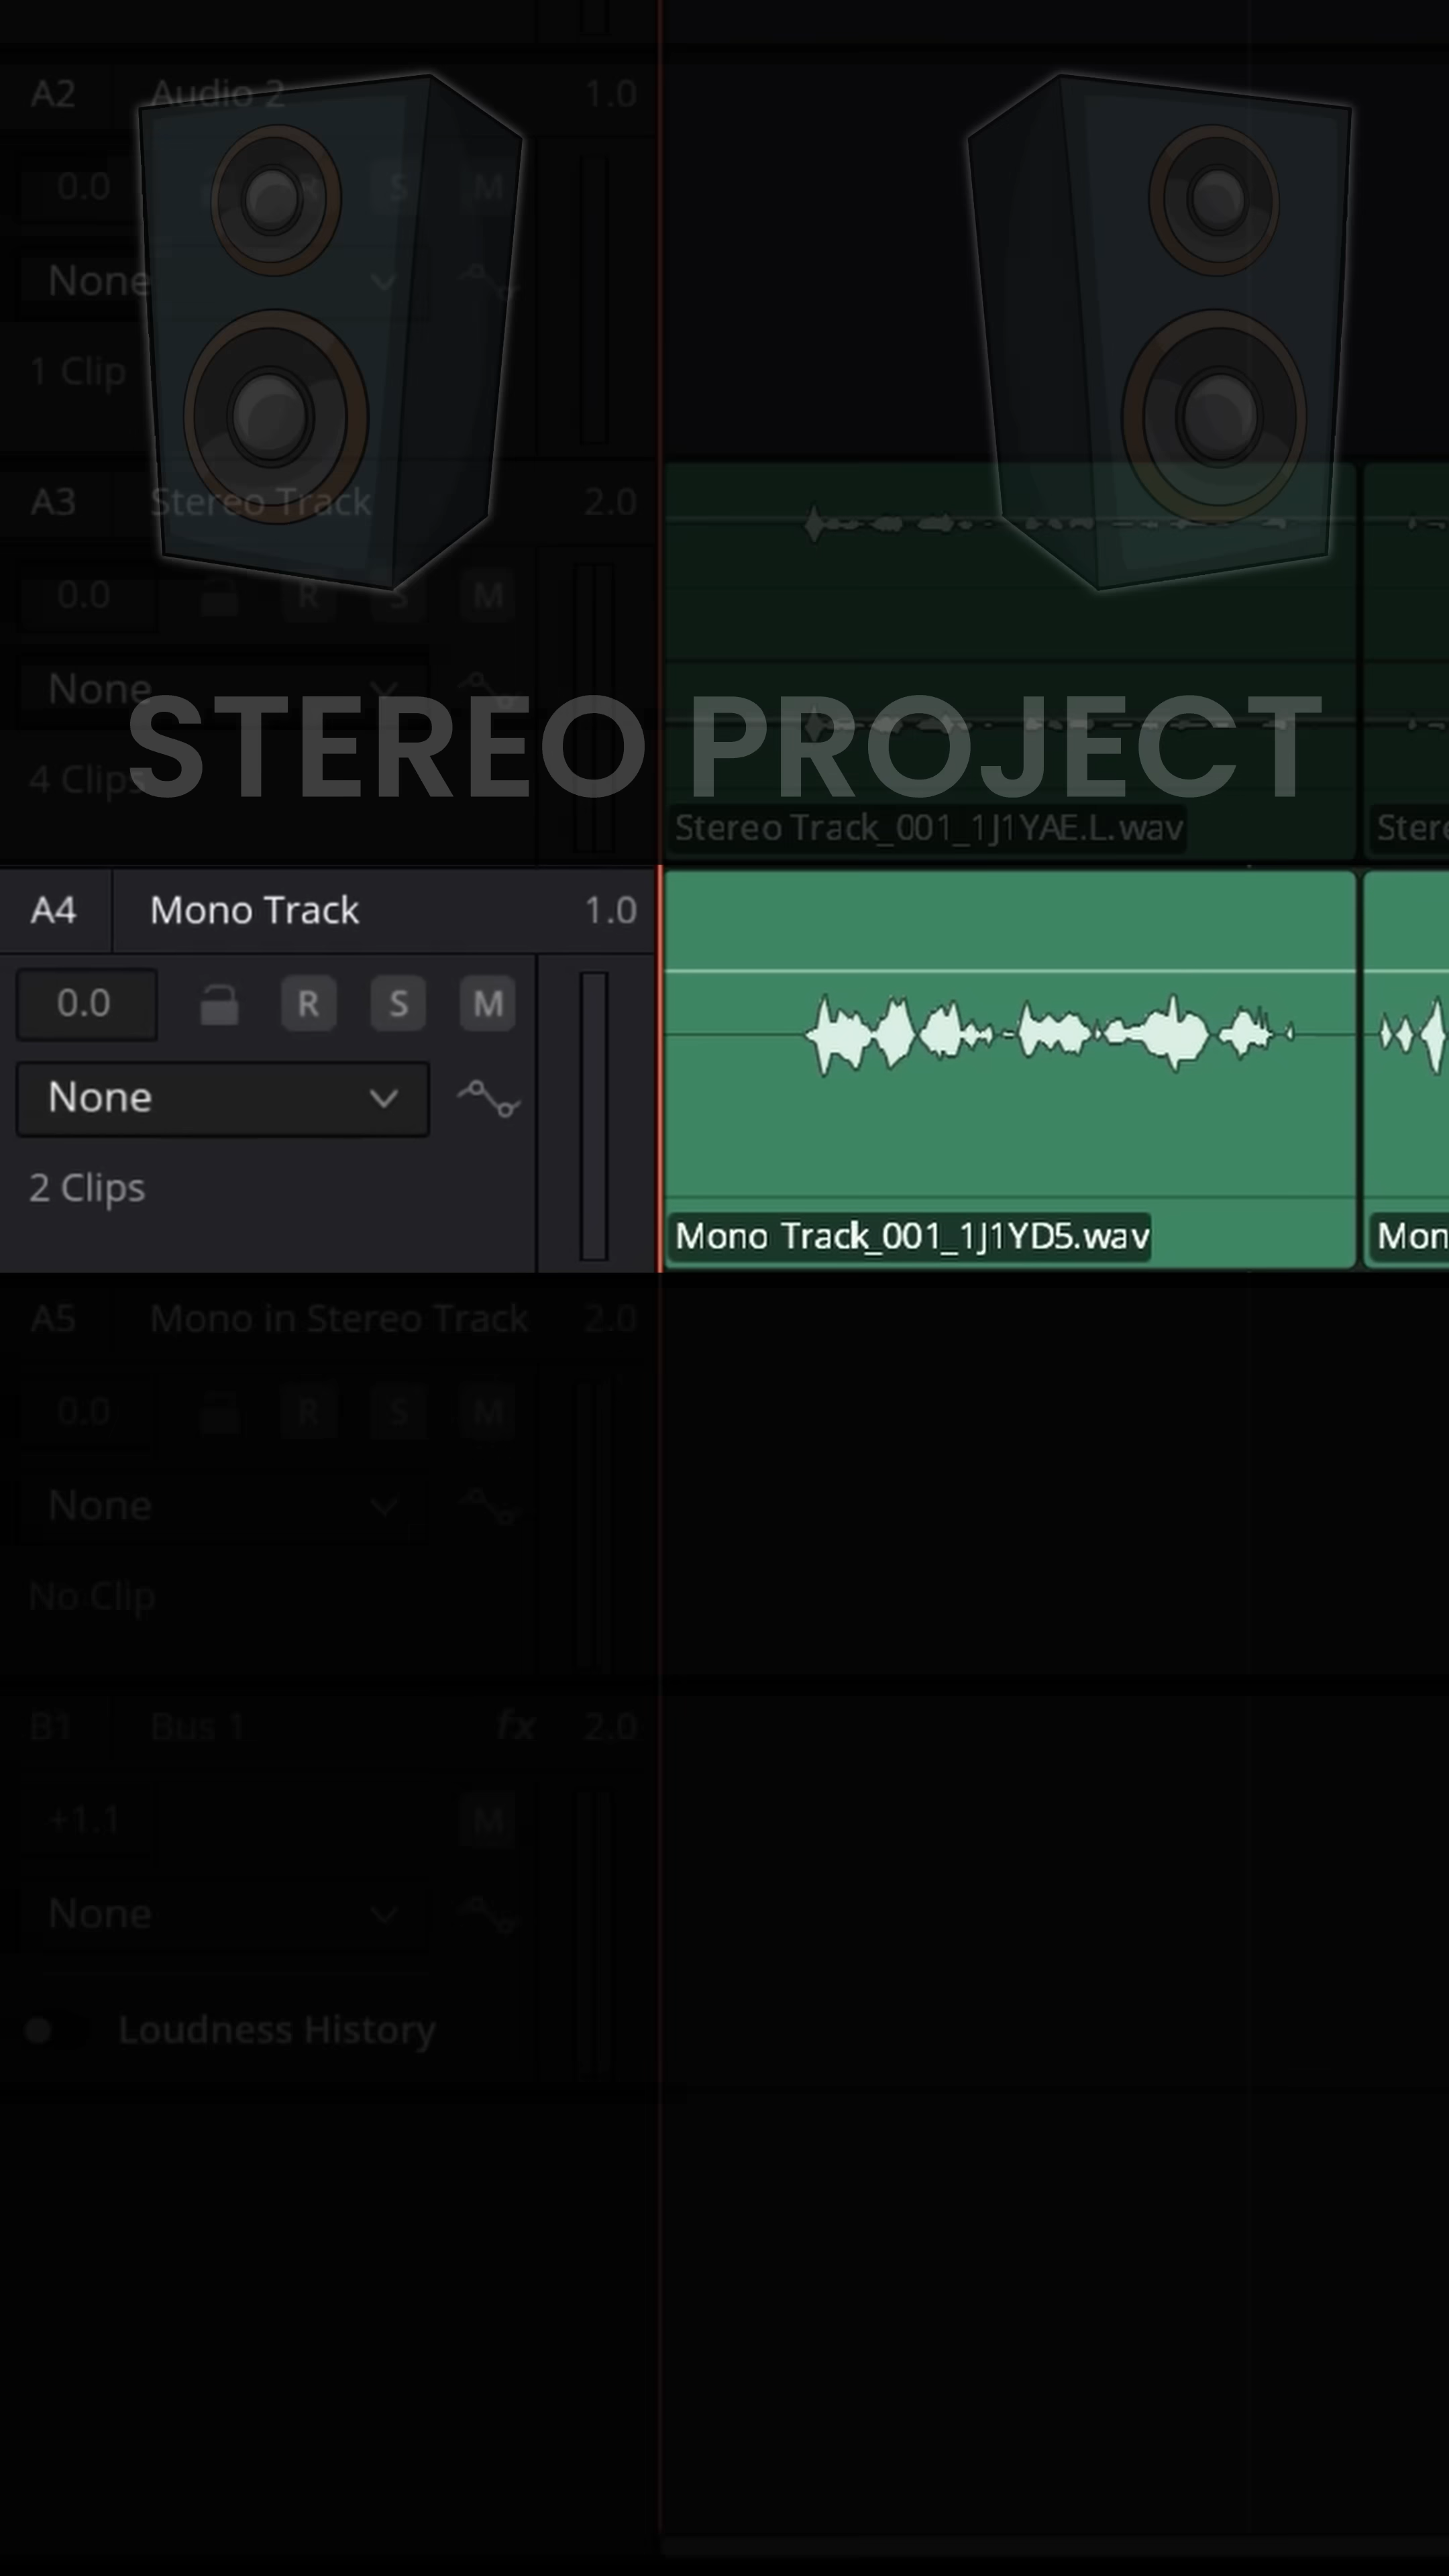 A2 Audio 2 1.0
0.0 R S M
None
1 Clip
A3 Stereo Track 2.0
0.0 R S M
None
STEREO PROJECT
4 Clips
Stereo Track_001_1J1YAE.L.wav Stere
A4 Mono Track 1.0
0.0 R S M
None
2 Clips
Mono Track_001_1J1YD5.wav Mon
A5 Mono in Stereo Track 2.0
0.0 R S M
None
No Clip
B1 Bus 1 fx 2.0
+1.1 M
None
Loudness History